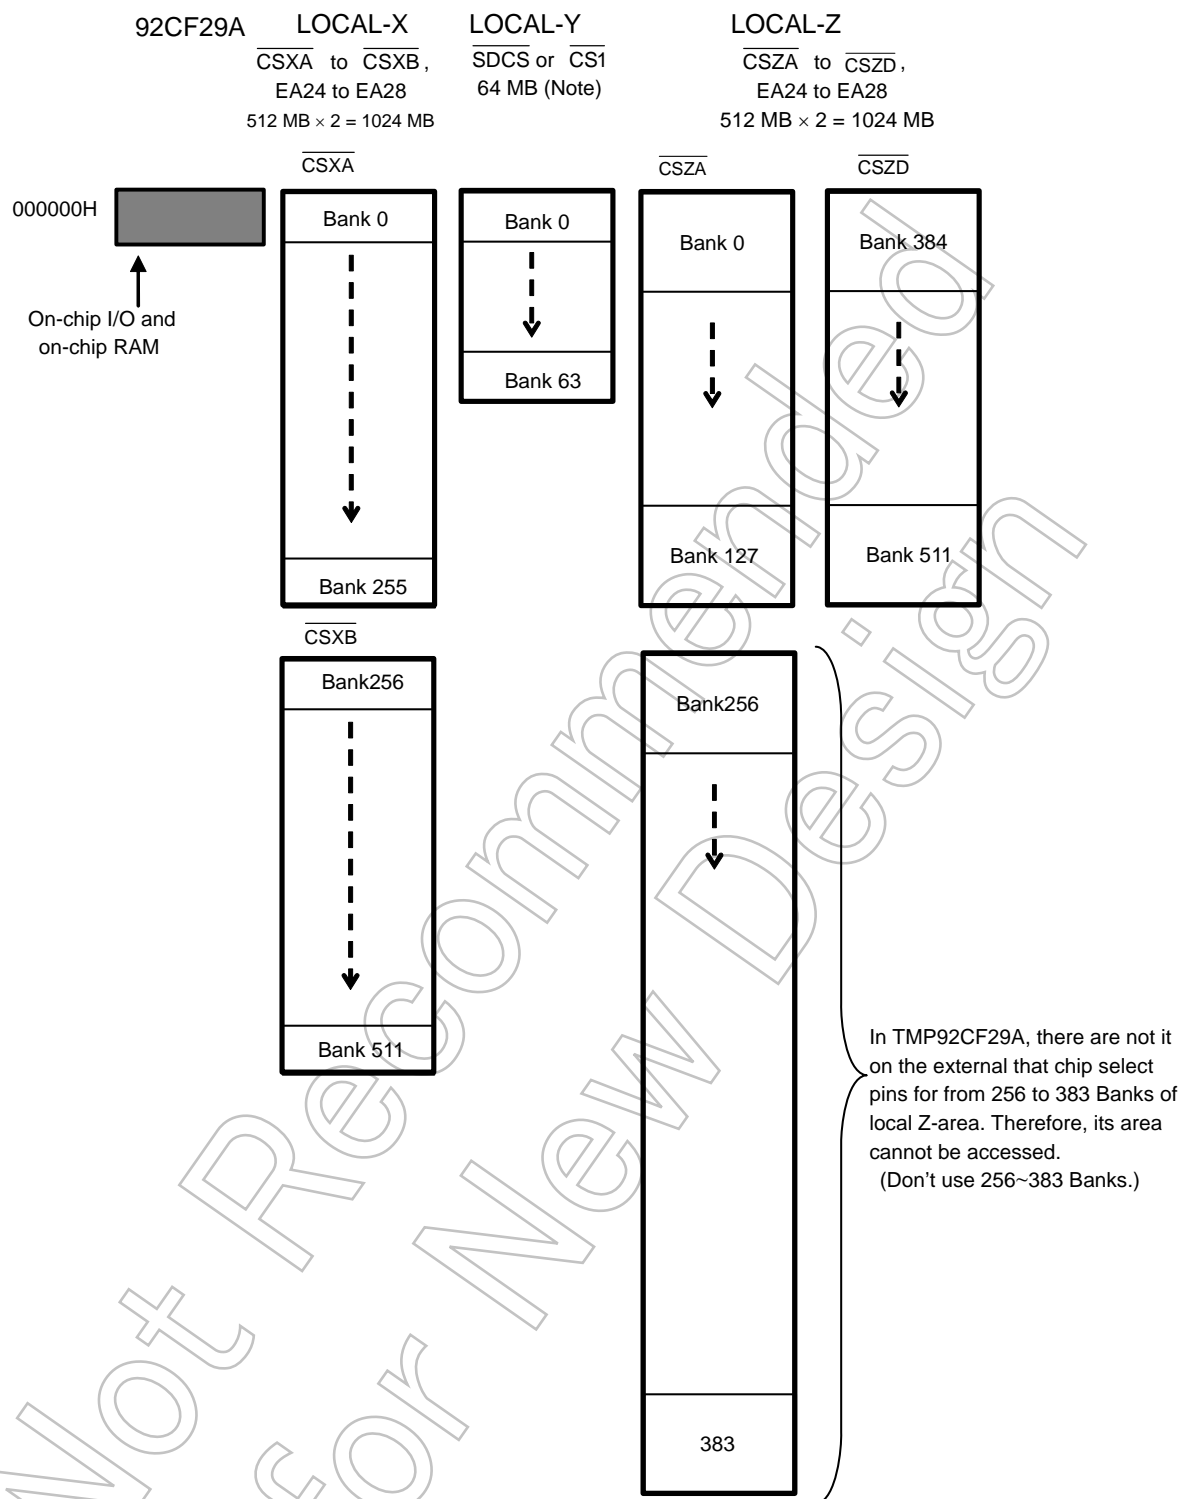 92CF29A
LOCAL-X
LOCAL-Y
LOCAL-Z
CSXA to CSXB,
EA24 to EA28
512 MB × 2 = 1024 MB
SDCS or CS1
64 MB (Note)
CSZA to CSZD,
EA24 to EA28
512 MB × 2 = 1024 MB
CSXA
CSZA
CSZD
000000H
Bank 0
Bank 0
Bank 0
Bank 384
On-chip I/O and
on-chip RAM
Bank 63
Bank 255
Bank 127
Bank 511
CSXB
Bank256
Bank256
Bank 511
In TMP92CF29A, there are not it
on the external that chip select
pins for from 256 to 383 Banks of
local Z-area. Therefore, its area
cannot be accessed.
(Don't use 256~383 Banks.)
383
Not Recommended
for New Design